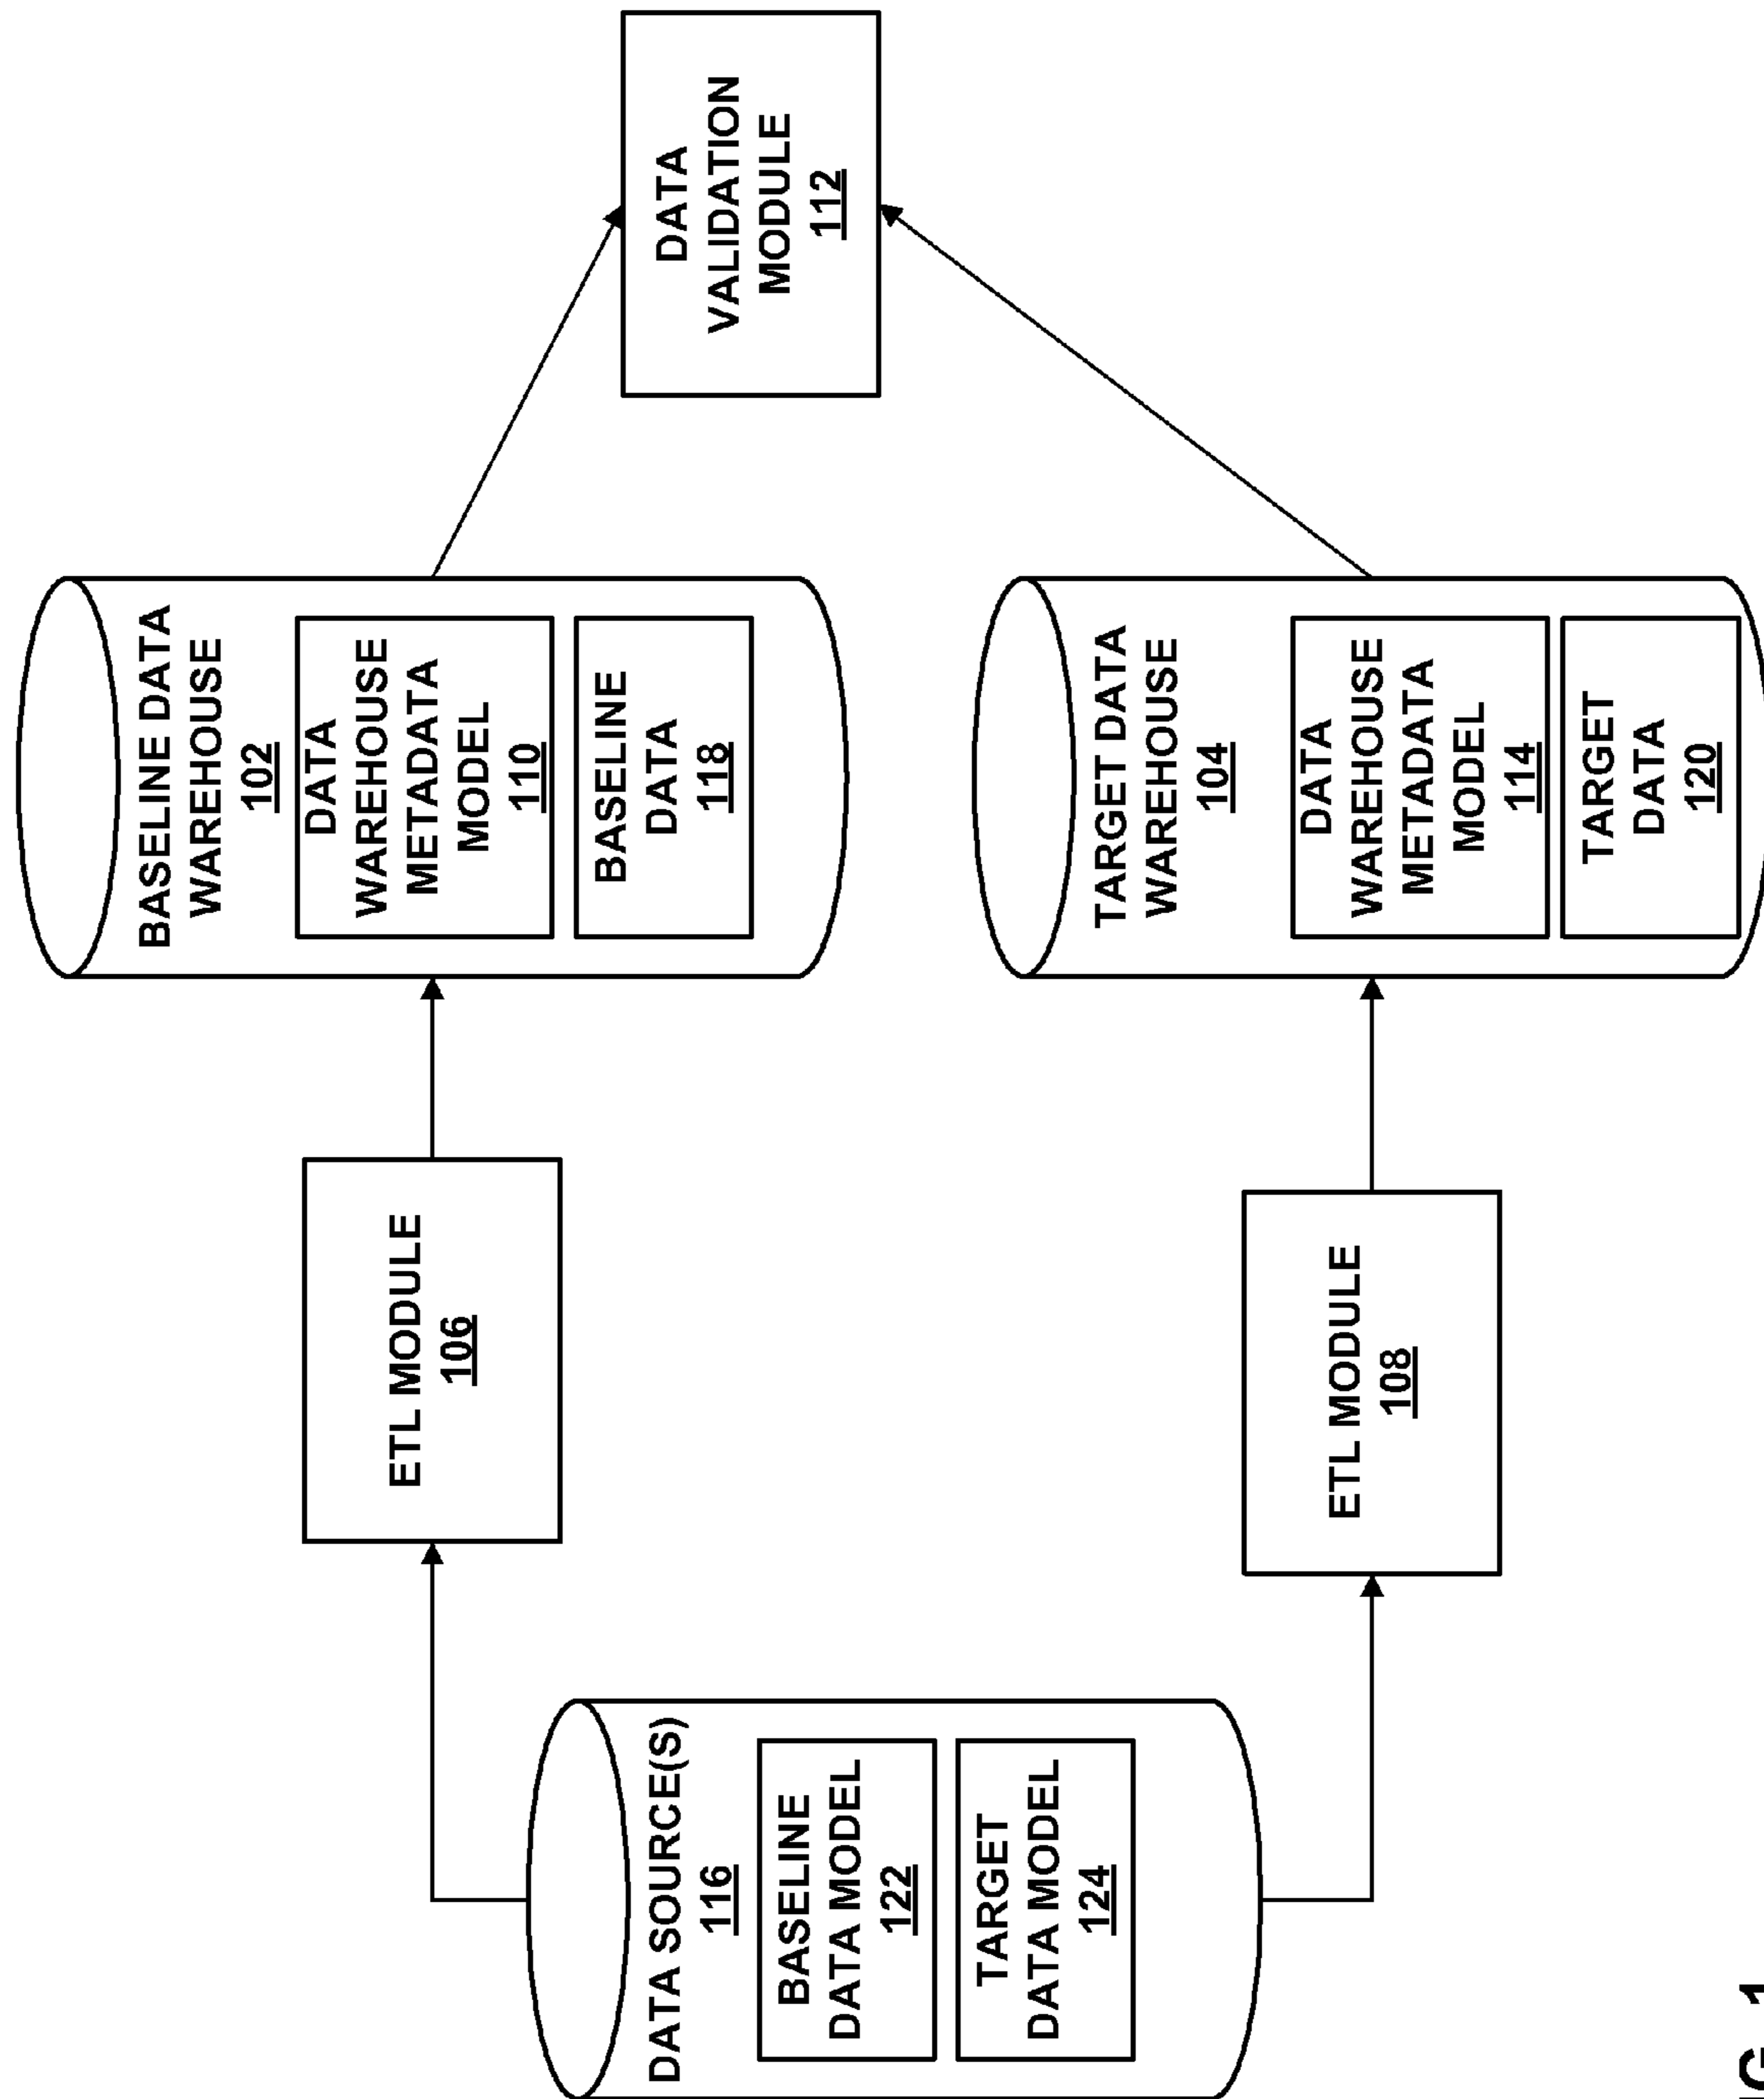 DATA SOURCE(S)
116
BASELINE
DATA MODEL
122
TARGET
DATA MODEL
124
ETL MODULE
106
ETL MODULE
108
BASELINE DATA
WAREHOUSE
102
DATA
WAREHOUSE
METADATA
MODEL
110
BASELINE
DATA
118
TARGET DATA
WAREHOUSE
104
DATA
WAREHOUSE
METADATA
MODEL
114
TARGET
DATA
120
DATA
VALIDATION
MODULE
112